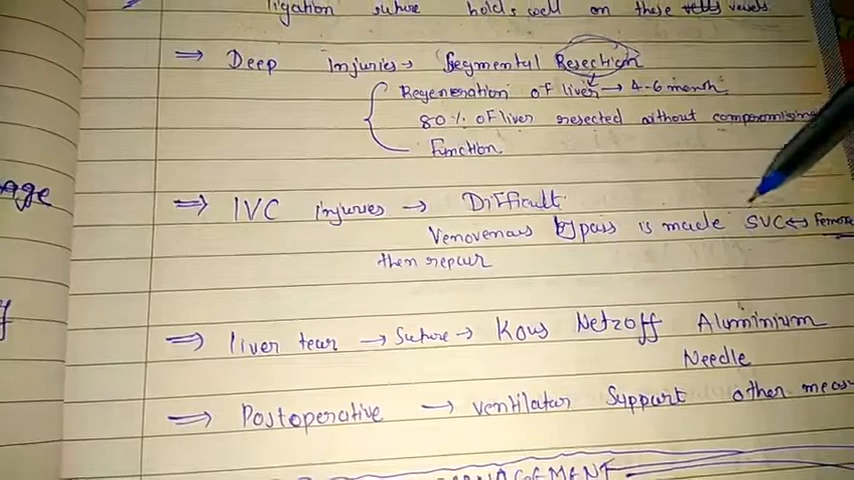 ligation suture holds well on these vessels
⇒ Deep injuries → Segmental Resection
Regeneration of liver → 4-6 month
80% of liver resected without compromising
Function
age
⇒ IVC injuries → Difficult
Venovenous bypass is made SVC ↔ Femora
then repair
⇒ liver tear → Suture → Kous Netzoff Aluminium
Needle
⇒ Postoperative → ventilator Support other meas